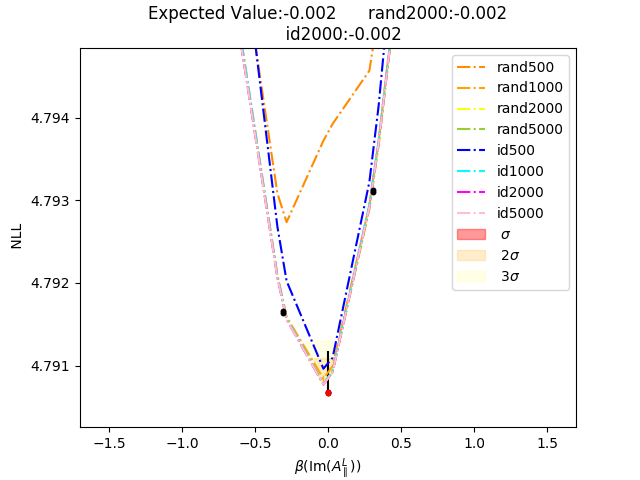 Expected Value:-0.002 rand2000:-0.002
id2000:-0.002
4.794
4.793
4.792
4.791
NLL
rand500
rand1000
rand2000
rand5000
id500
id1000
id2000
id5000
σ
2σ
3σ
−1.5 −1.0 −0.5 0.0 0.5 1.0 1.5
β(Im(A^L_∥))